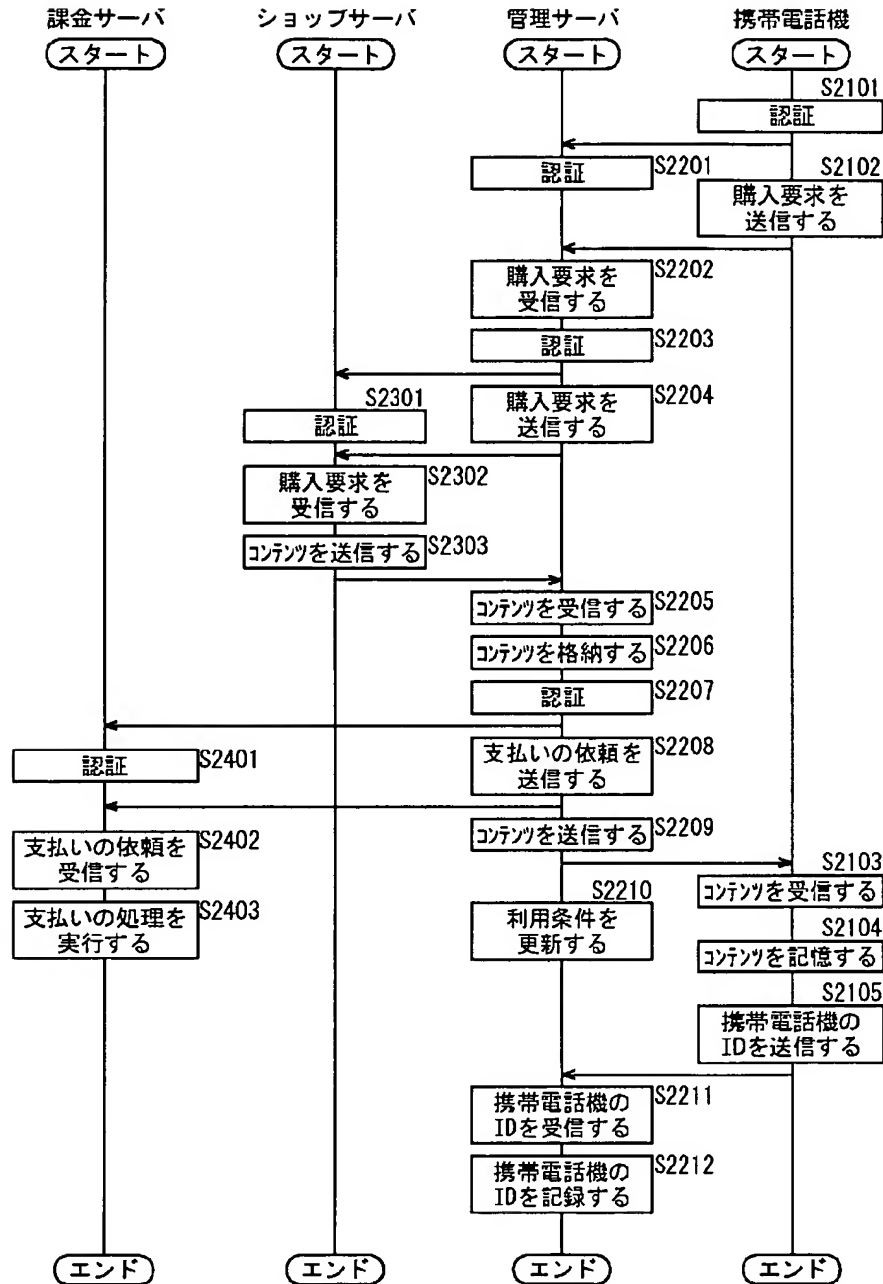 課金サーバ
ショップサーバ
管理サーバ
携帯電話機
スタート
スタート
スタート
スタート
S2101
認証
認証
S2201
S2102
購入要求を
送信する
購入要求を
受信する
S2202
認証
S2203
購入要求を
送信する
S2204
S2301
認証
購入要求を
受信する
S2302
コンテンツを送信する
S2303
コンテンツを受信する
S2205
コンテンツを格納する
S2206
認証
S2207
支払いの依頼を
送信する
S2208
認証
S2401
コンテンツを送信する
S2209
支払いの依頼を
受信する
S2402
S2103
コンテンツを受信する
S2210
利用条件を
更新する
支払いの処理を
実行する
S2403
S2104
コンテンツを記憶する
S2105
携帯電話機の
IDを送信する
携帯電話機の
IDを受信する
S2211
携帯電話機の
IDを記録する
S2212
エンド
エンド
エンド
エンド